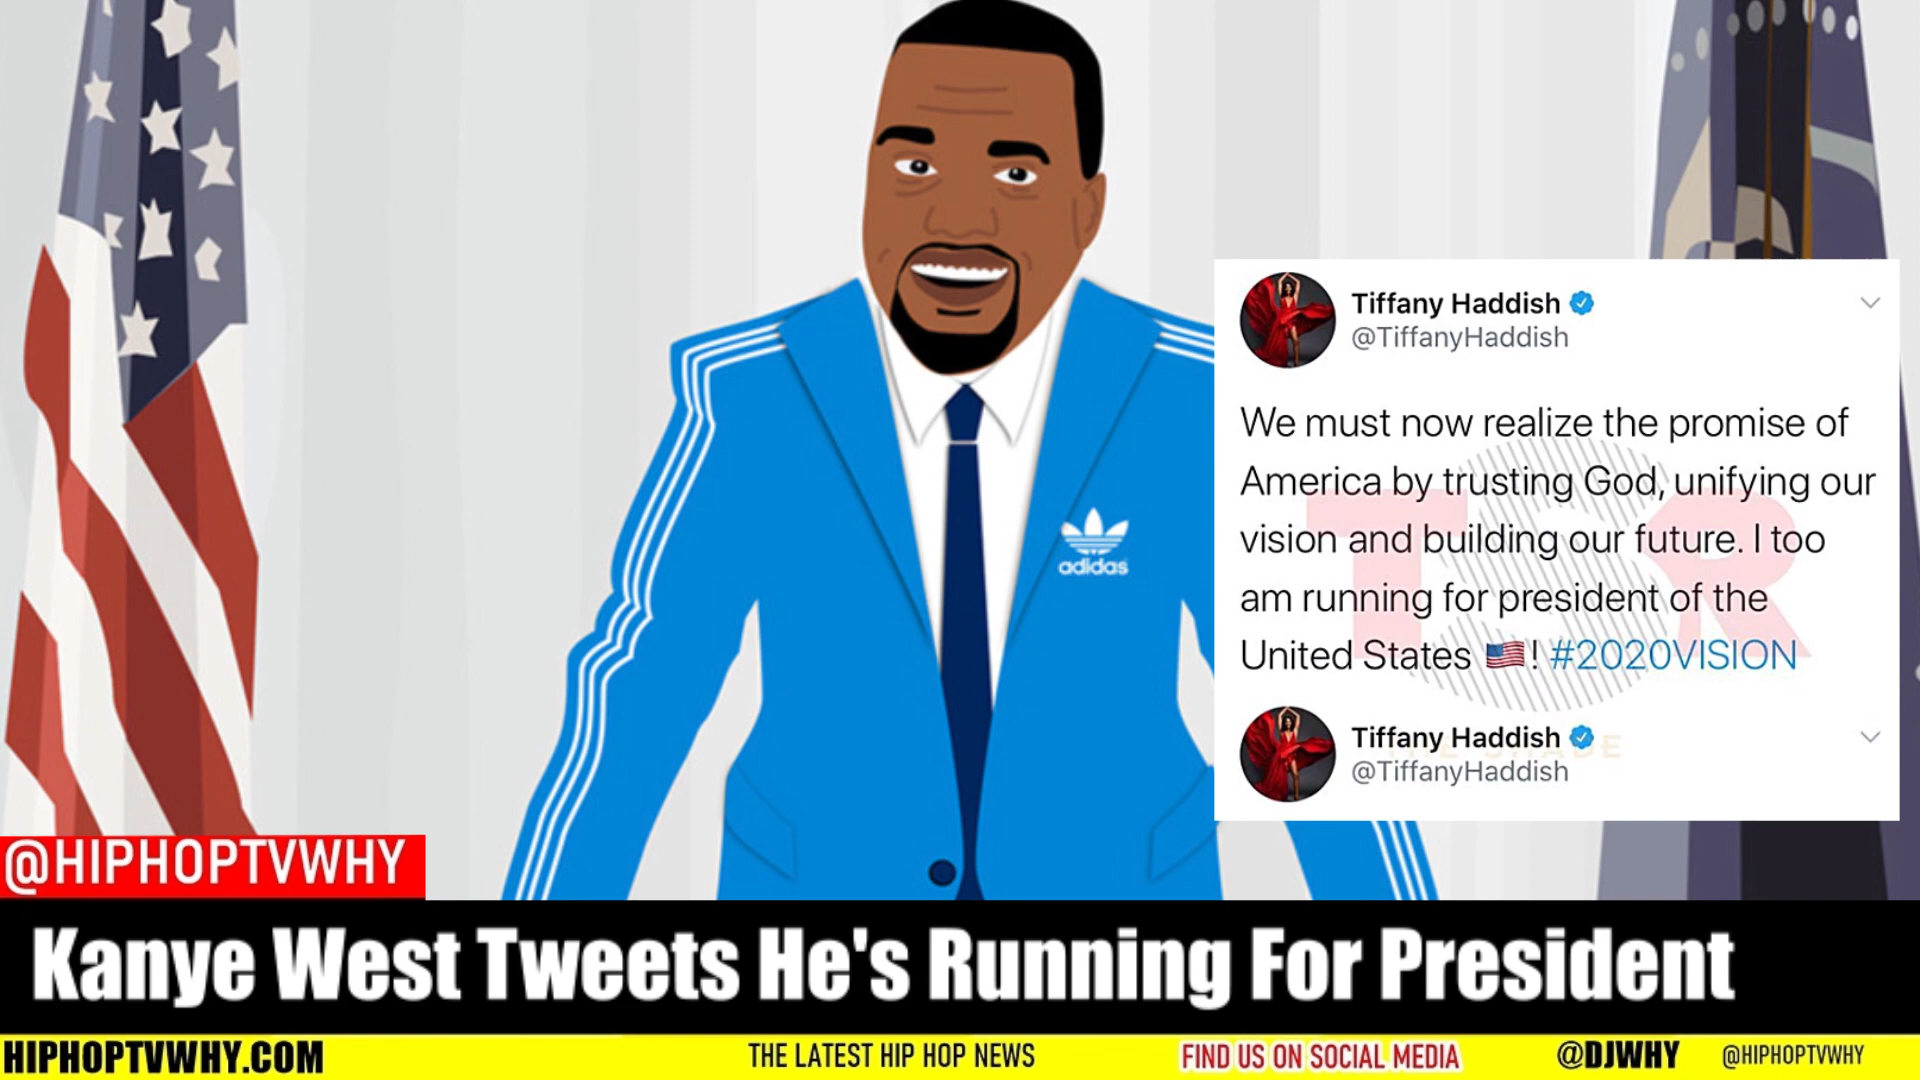 Tiffany Haddish
@TiffanyHaddish
We must now realize the promise of
America by trusting God, unifying our
vision and building our future. I too
am running for president of the
United States 🇺🇸! #2020VISION
Tiffany Haddish
@TiffanyHaddish
TSR
adidas
@HIPHOPTVWHY
Kanye West Tweets He's Running For President
HIPHOPTVWHY.COM
THE LATEST HIP HOP NEWS
FIND US ON SOCIAL MEDIA
@DJWHY
@HIPHOPTVWHY